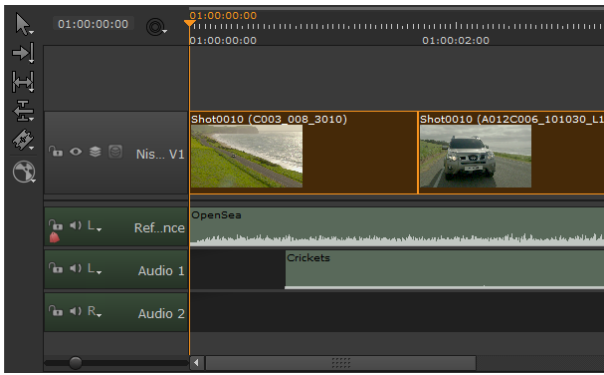 01:00:00:00
01:00:00:00
01:00:00:00 01:00:02:00
Shot0010 (C003_008_3010) Shot0010 (A012C006_101030_L1
Nis... V1
OpenSea
L Ref...nce
Crickets
L Audio 1
R Audio 2